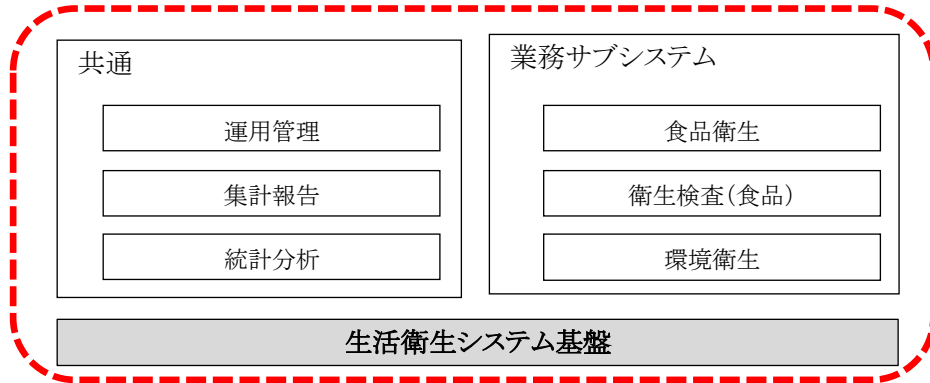 共通
運用管理
集計報告
統計分析
業務サブシステム
食品衛生
衛生検査(食品)
環境衛生
生活衛生システム基盤